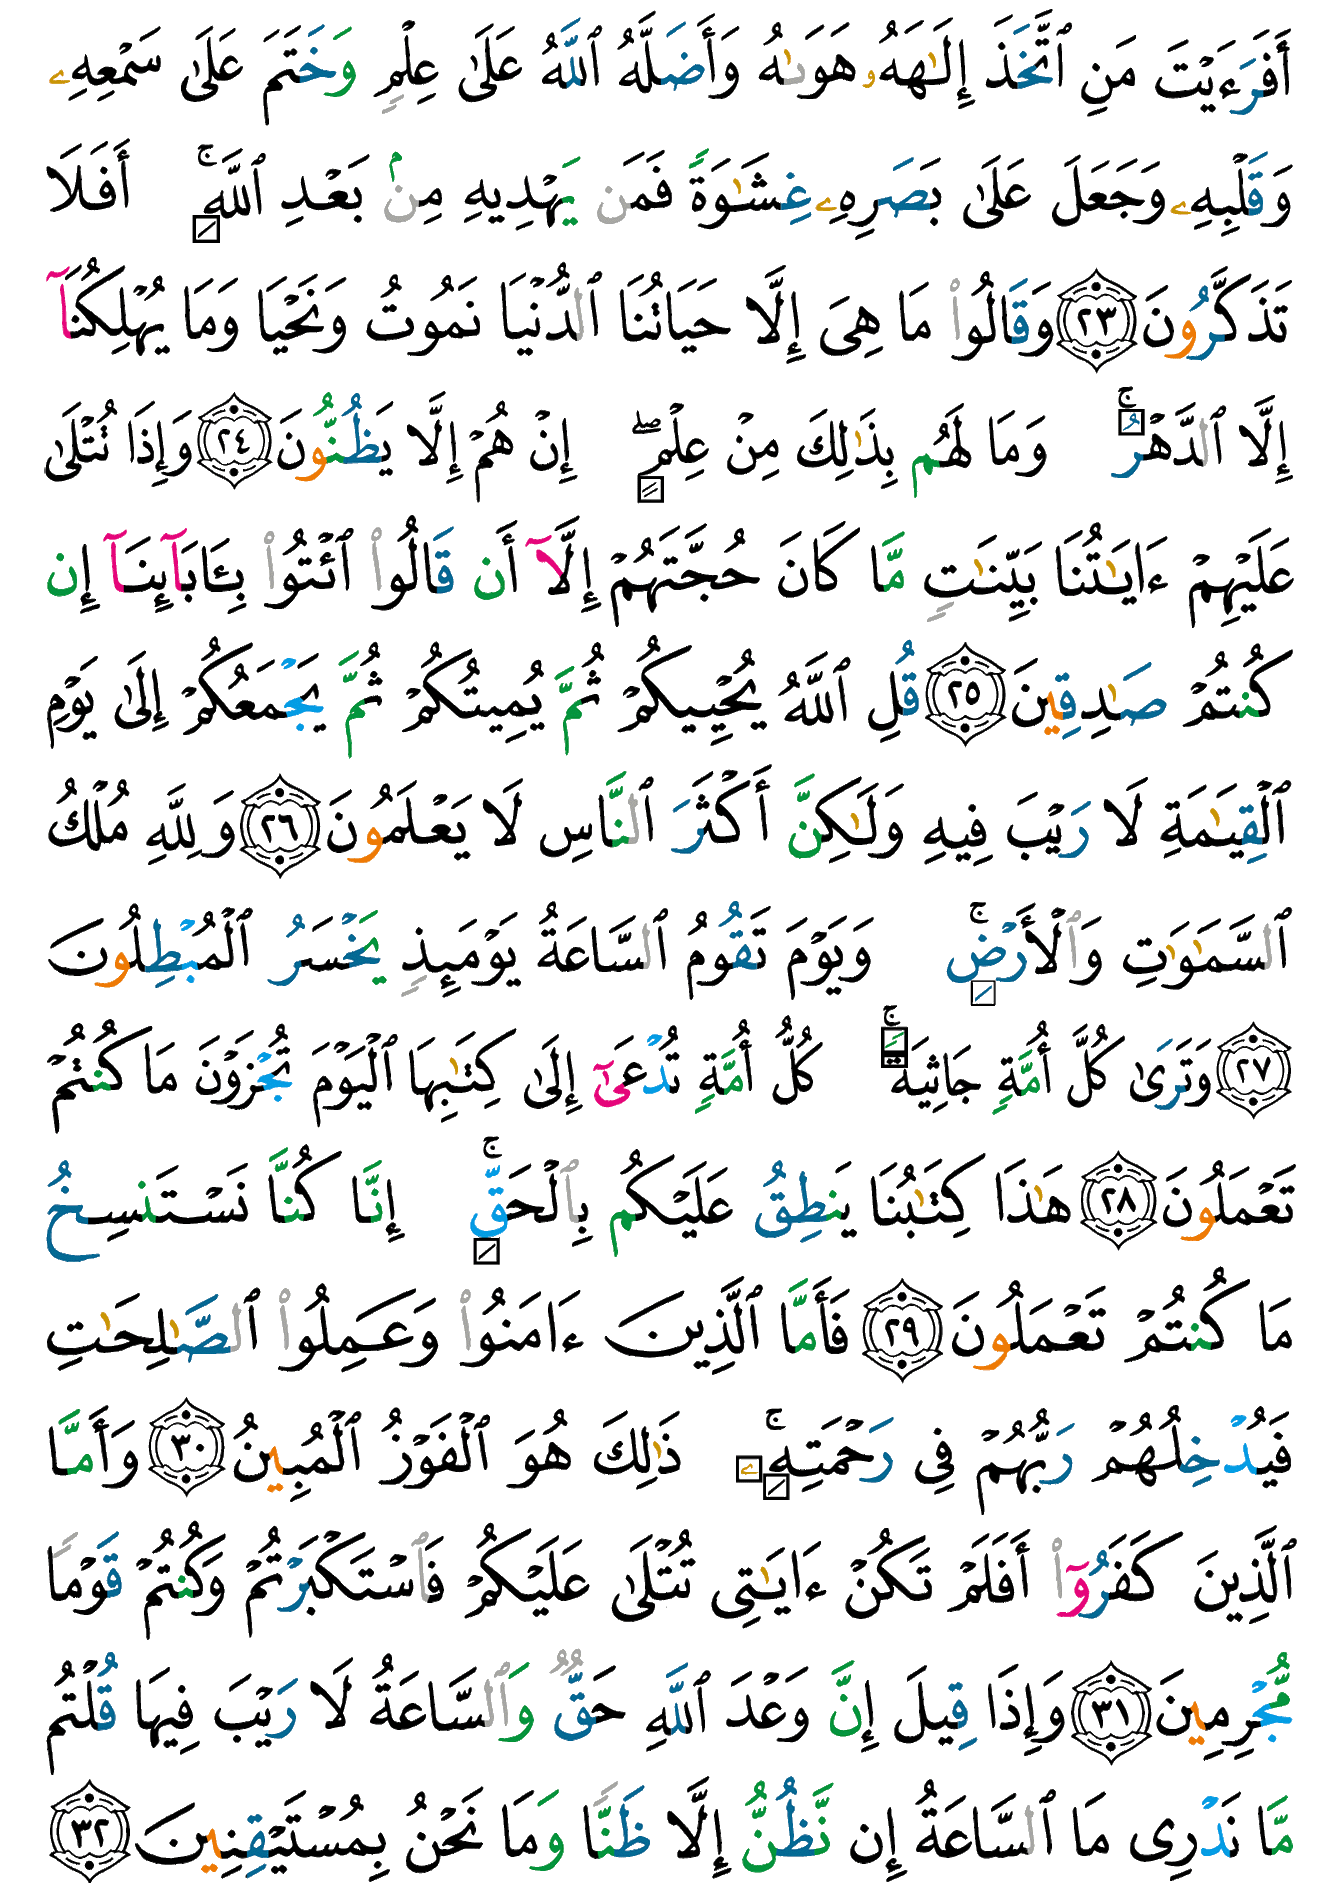 أَفَرَءَيْتَ مَنِ ٱتَّخَذَ إِلَـٰهَهُۥ هَوَىٰهُ وَأَضَلَّهُ ٱللَّهُ عَلَىٰ عِلْمٍ وَخَتَمَ عَلَىٰ سَمْعِهِۦ
وَقَلْبِهِۦ وَجَعَلَ عَلَىٰ بَصَرِهِۦ غِشَـٰوَةً فَمَن يَهْدِيهِ مِنۢ بَعْدِ ٱللَّهِ ۚ أَفَلَا
تَذَكَّرُونَ ٢٣ وَقَالُوا۟ مَا هِىَ إِلَّا حَيَاتُنَا ٱلدُّنْيَا نَمُوتُ وَنَحْيَا وَمَا يُهْلِكُنَآ
إِلَّا ٱلدَّهْرُ ۚ وَمَا لَهُم بِذَٰلِكَ مِنْ عِلْمٍ ۖ إِنْ هُمْ إِلَّا يَظُنُّونَ ٢٤ وَإِذَا تُتْلَىٰ
عَلَيْهِمْ ءَايَـٰتُنَا بَيِّنَـٰتٍ مَّا كَانَ حُجَّتَهُمْ إِلَّآ أَن قَالُوا۟ ٱئْتُوا۟ بِـَٔابَآئِنَآ إِن
كُنتُمْ صَـٰدِقِينَ ٢٥ قُلِ ٱللَّهُ يُحْيِيكُمْ ثُمَّ يُمِيتُكُمْ ثُمَّ يَجْمَعُكُمْ إِلَىٰ يَوْمِ
ٱلْقِيَـٰمَةِ لَا رَيْبَ فِيهِ وَلَـٰكِنَّ أَكْثَرَ ٱلنَّاسِ لَا يَعْلَمُونَ ٢٦ وَلِلَّهِ مُلْكُ
ٱلسَّمَـٰوَٰتِ وَٱلْأَرْضِ ۚ وَيَوْمَ تَقُومُ ٱلسَّاعَةُ يَوْمَئِذٍ يَخْسَرُ ٱلْمُبْطِلُونَ
٢٧ وَتَرَىٰ كُلَّ أُمَّةٍ جَاثِيَةً ۚ كُلُّ أُمَّةٍ تُدْعَىٰٓ إِلَىٰ كِتَـٰبِهَا ٱلْيَوْمَ تُجْزَوْنَ مَا كُنتُمْ
تَعْمَلُونَ ٢٨ هَـٰذَا كِتَـٰبُنَا يَنطِقُ عَلَيْكُم بِٱلْحَقِّ ۚ إِنَّا كُنَّا نَسْتَنسِخُ
مَا كُنتُمْ تَعْمَلُونَ ٢٩ فَأَمَّا ٱلَّذِينَ ءَامَنُوا۟ وَعَمِلُوا۟ ٱلصَّـٰلِحَـٰتِ
فَيُدْخِلُهُمْ رَبُّهُمْ فِى رَحْمَتِهِۦ ۚ ذَٰلِكَ هُوَ ٱلْفَوْزُ ٱلْمُبِينُ ٣٠ وَأَمَّا
ٱلَّذِينَ كَفَرُوٓا۟ أَفَلَمْ تَكُنْ ءَايَـٰتِى تُتْلَىٰ عَلَيْكُمْ فَٱسْتَكْبَرْتُمْ وَكُنتُمْ قَوْمًا
مُّجْرِمِينَ ٣١ وَإِذَا قِيلَ إِنَّ وَعْدَ ٱللَّهِ حَقٌّ وَٱلسَّاعَةُ لَا رَيْبَ فِيهَا قُلْتُم
مَّا نَدْرِى مَا ٱلسَّاعَةُ إِن نَّظُنُّ إِلَّا ظَنًّا وَمَا نَحْنُ بِمُسْتَيْقِنِينَ ٣٢